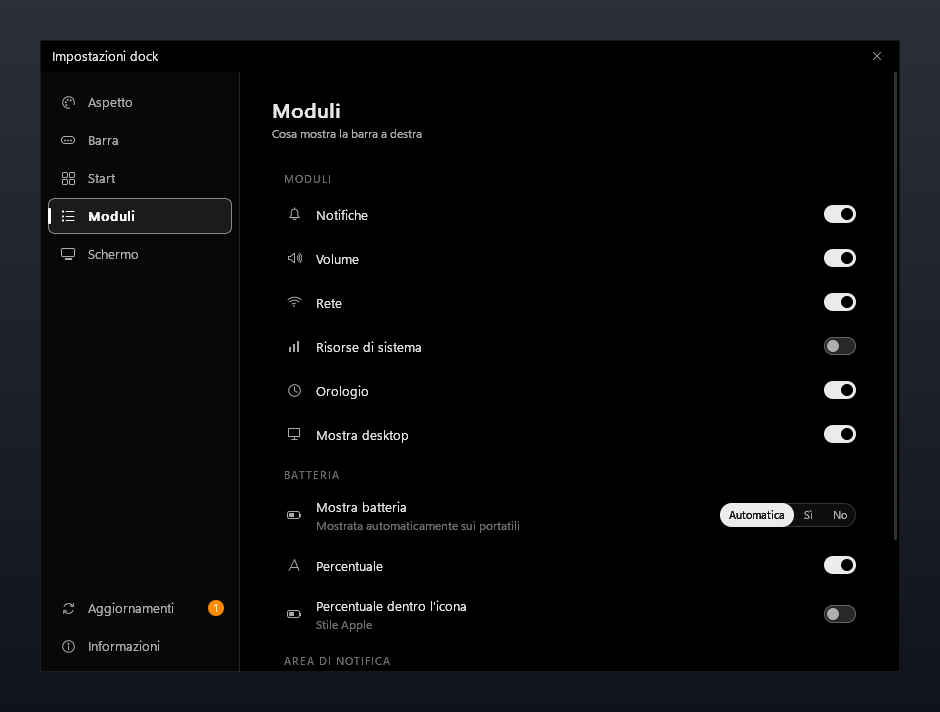 Impostazioni dock
Aspetto
Barra
Start
Moduli
Schermo
Aggiornamenti 1
Informazioni
Moduli
Cosa mostra la barra a destra
MODULI
Notifiche
Volume
Rete
Risorse di sistema
Orologio
Mostra desktop
BATTERIA
Mostra batteria
Mostrata automaticamente sui portatili
Automatica Sì No
Percentuale
Percentuale dentro l'icona
Stile Apple
AREA DI NOTIFICA